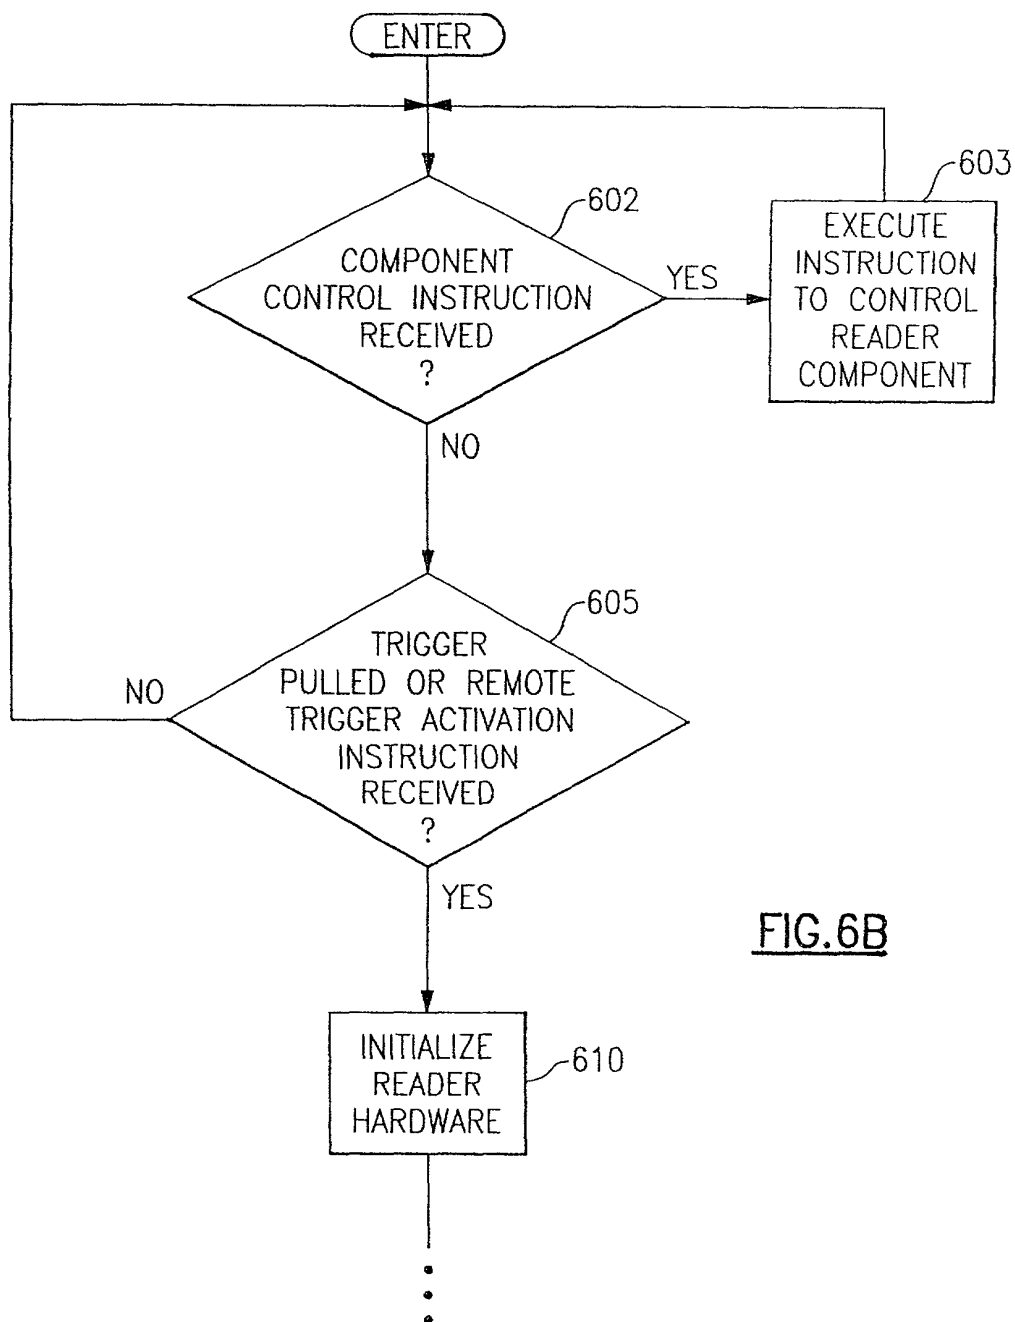 ENTER
602
COMPONENT
CONTROL INSTRUCTION
RECEIVED
?
YES
603
EXECUTE
INSTRUCTION
TO CONTROL
READER
COMPONENT
NO
605
TRIGGER
PULLED OR REMOTE
TRIGGER ACTIVATION
INSTRUCTION
RECEIVED
?
NO
YES
FIG.6B
INITIALIZE
READER
HARDWARE
610